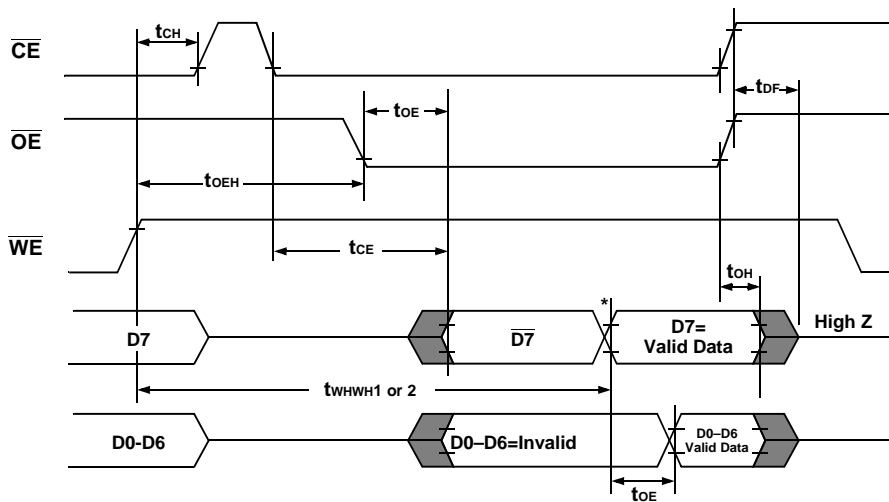 tCH
CE
tDF
tOE
OE
tOEH
WE
tCE
tOH
*
D7
D7
D7=
Valid Data
High Z
tWHWH1 or 2
D0-D6
D0–D6=Invalid
D0–D6
Valid Data
tOE